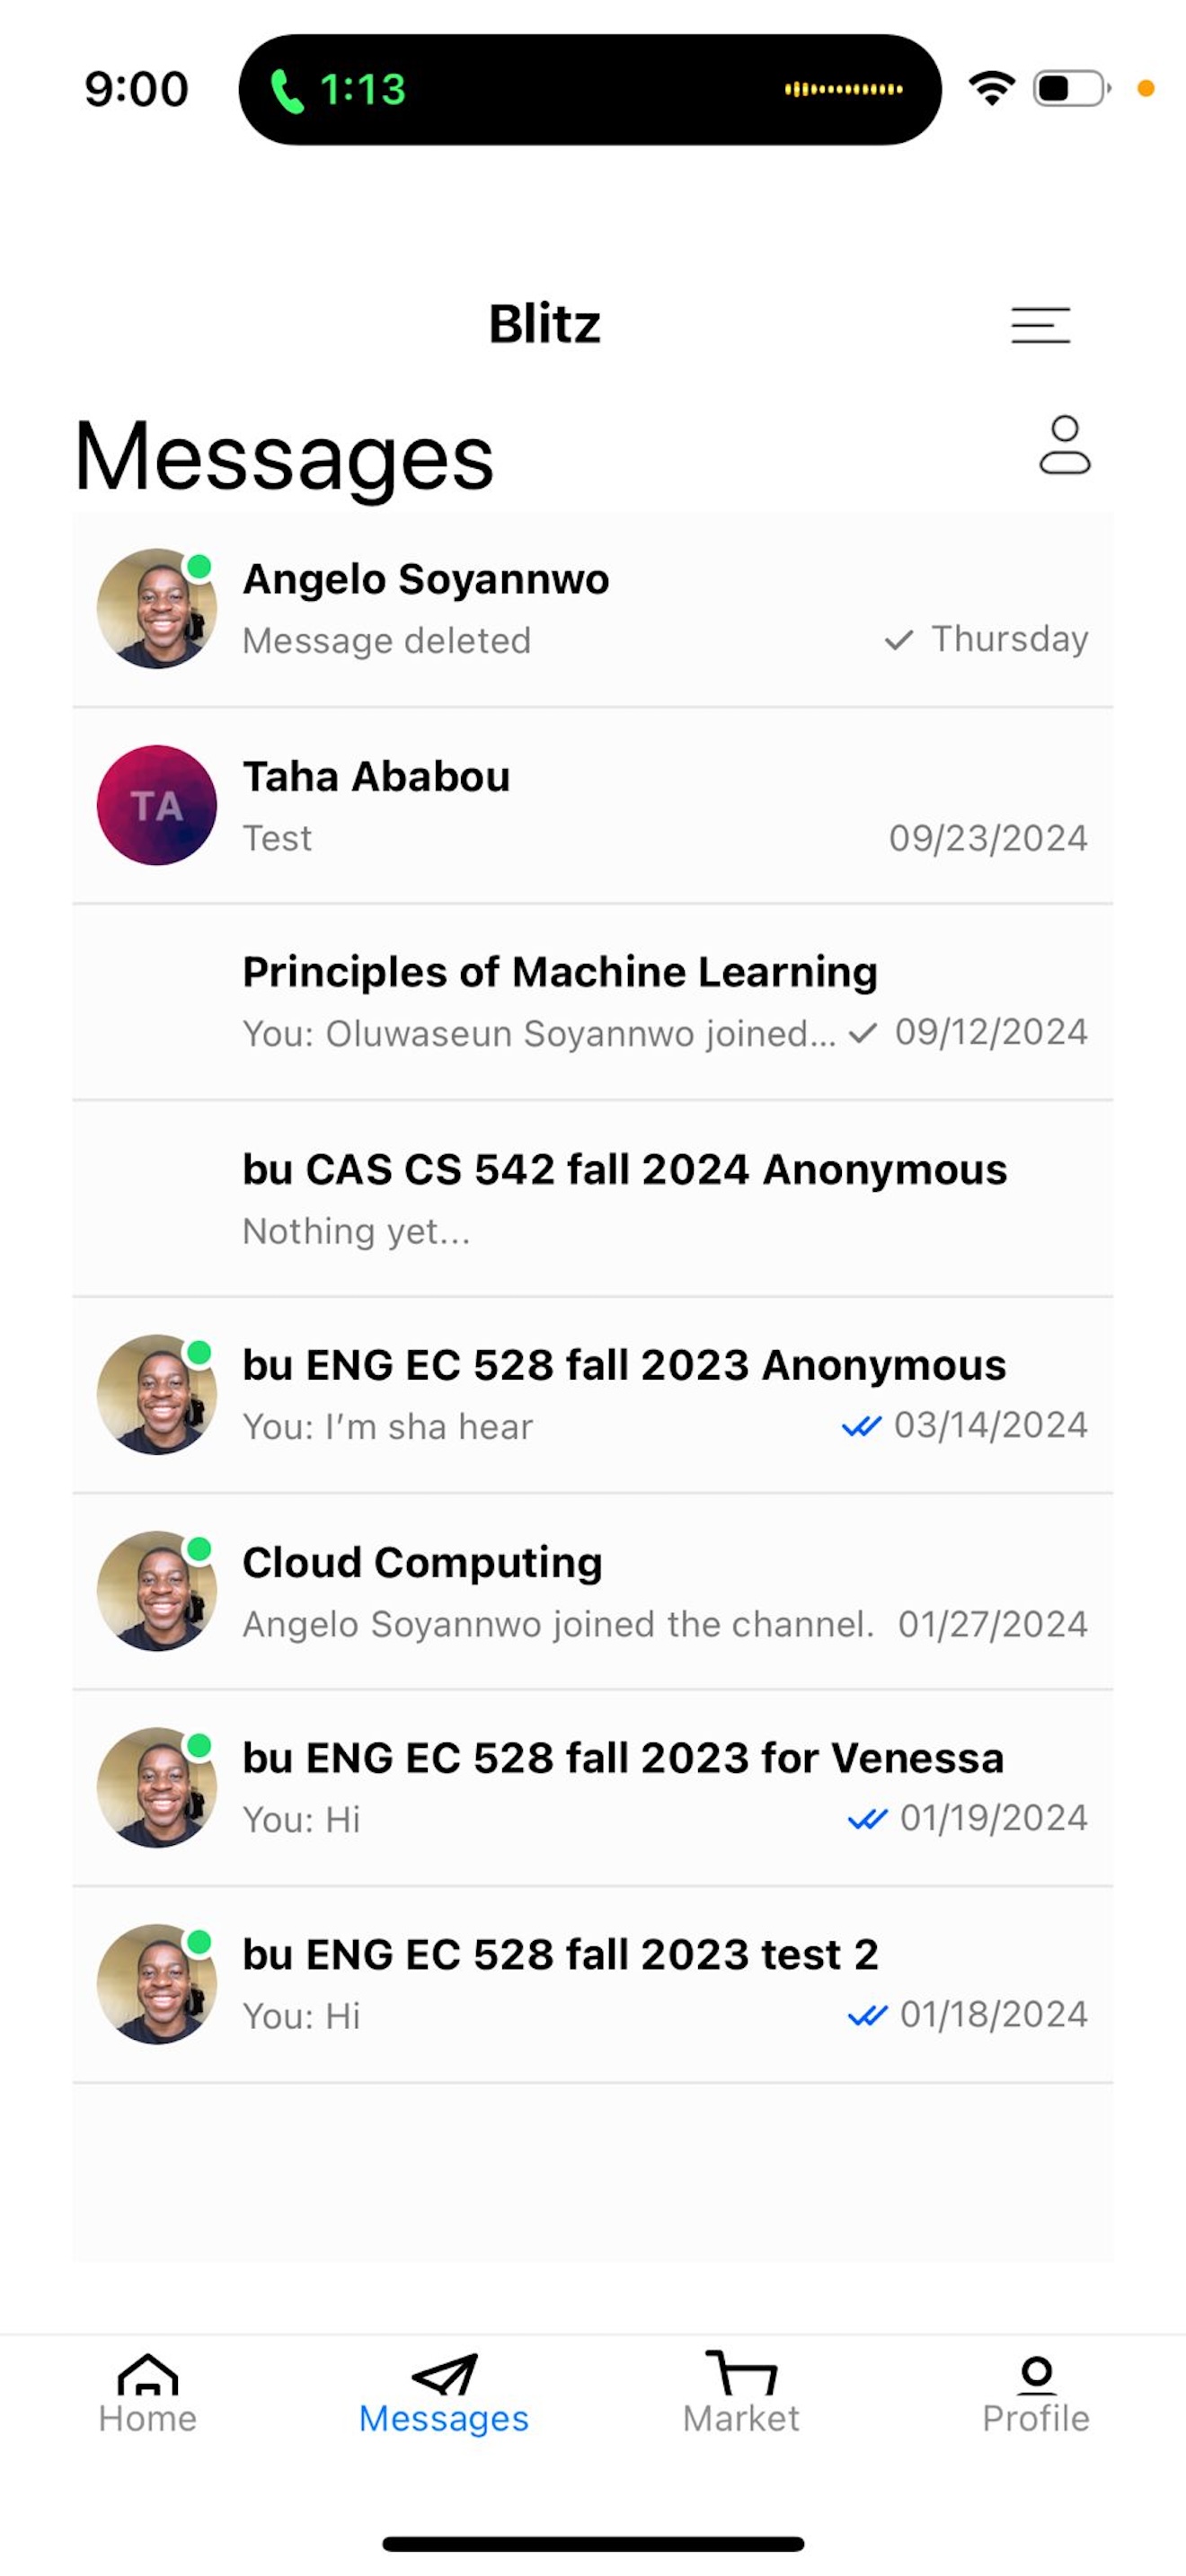 9:00 1:13
Blitz
Messages
Angelo Soyannwo
Message deleted Thursday
TA
Taha Ababou
Test 09/23/2024
Principles of Machine Learning
You: Oluwaseun Soyannwo joined... 09/12/2024
bu CAS CS 542 fall 2024 Anonymous
Nothing yet...
bu ENG EC 528 fall 2023 Anonymous
You: I’m sha hear 03/14/2024
Cloud Computing
Angelo Soyannwo joined the channel. 01/27/2024
bu ENG EC 528 fall 2023 for Venessa
You: Hi 01/19/2024
bu ENG EC 528 fall 2023 test 2
You: Hi 01/18/2024
Home Messages Market Profile